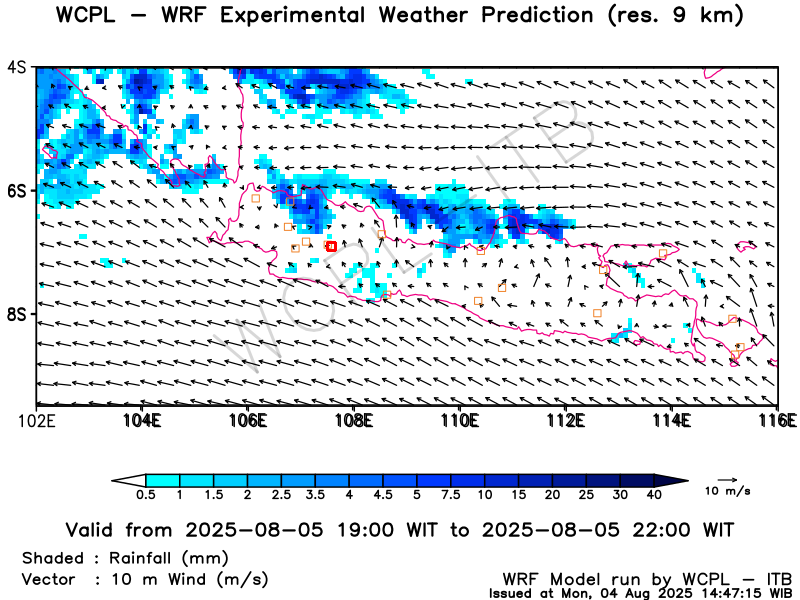 WCPL – WRF Experimental Weather Prediction (res. 9 km)
4S
6S
8S
WCPL ITB
102E 104E 106E 108E 110E 112E 114E 116E
0.5 1 1.5 2 2.5 3.5 4 4.5 5 7.5 10 15 20 25 30 40
10 m/s
Valid from 2025-08-05 19:00 WIT to 2025-08-05 22:00 WIT
Shaded : Rainfall (mm)
Vector : 10 m Wind (m/s)
WRF Model run by WCPL – ITB
Issued at Mon, 04 Aug 2025 14:47:15 WIB